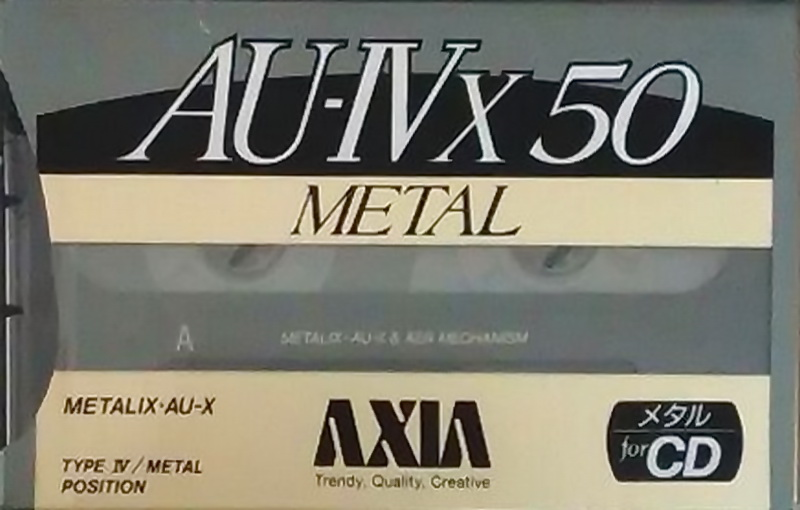 AU-IVx 50
METAL
A
METALIX-AU-X & AER MECHANISM
METALIX·AU-X
AXIA
Trendy, Quality, Creative
TYPE IV / METAL
POSITION
メタル
for CD